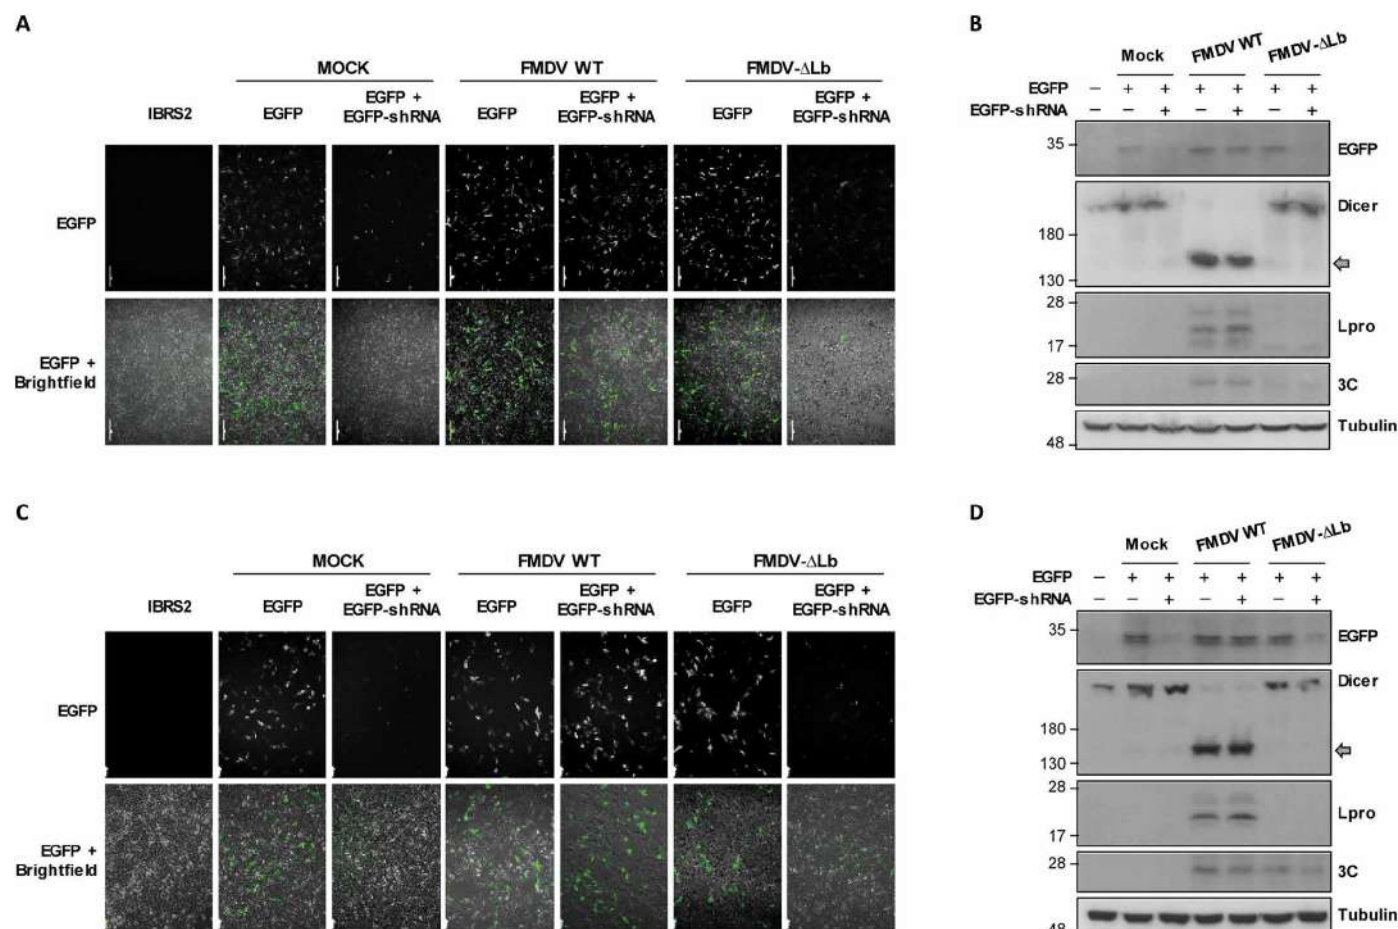 A
MOCK FMDV WT FMDV-ΔLb
IBRS2 EGFP EGFP + EGFP-shRNA EGFP EGFP + EGFP-shRNA EGFP EGFP + EGFP-shRNA
EGFP
EGFP +
Brightfield
B
Mock FMDV WT FMDV-ΔLb
EGFP − + + + + + +
EGFP-shRNA − − + − + − +
35 EGFP
Dicer
180
130
28
Lpro
17
28 3C
Tubulin
48
C
MOCK FMDV WT FMDV-ΔLb
IBRS2 EGFP EGFP + EGFP-shRNA EGFP EGFP + EGFP-shRNA EGFP EGFP + EGFP-shRNA
EGFP
EGFP +
Brightfield
D
Mock FMDV WT FMDV-ΔLb
EGFP − + + + + + +
EGFP-shRNA − − + − + − +
35 EGFP
Dicer
180
130
28
Lpro
17
28 3C
Tubulin
48